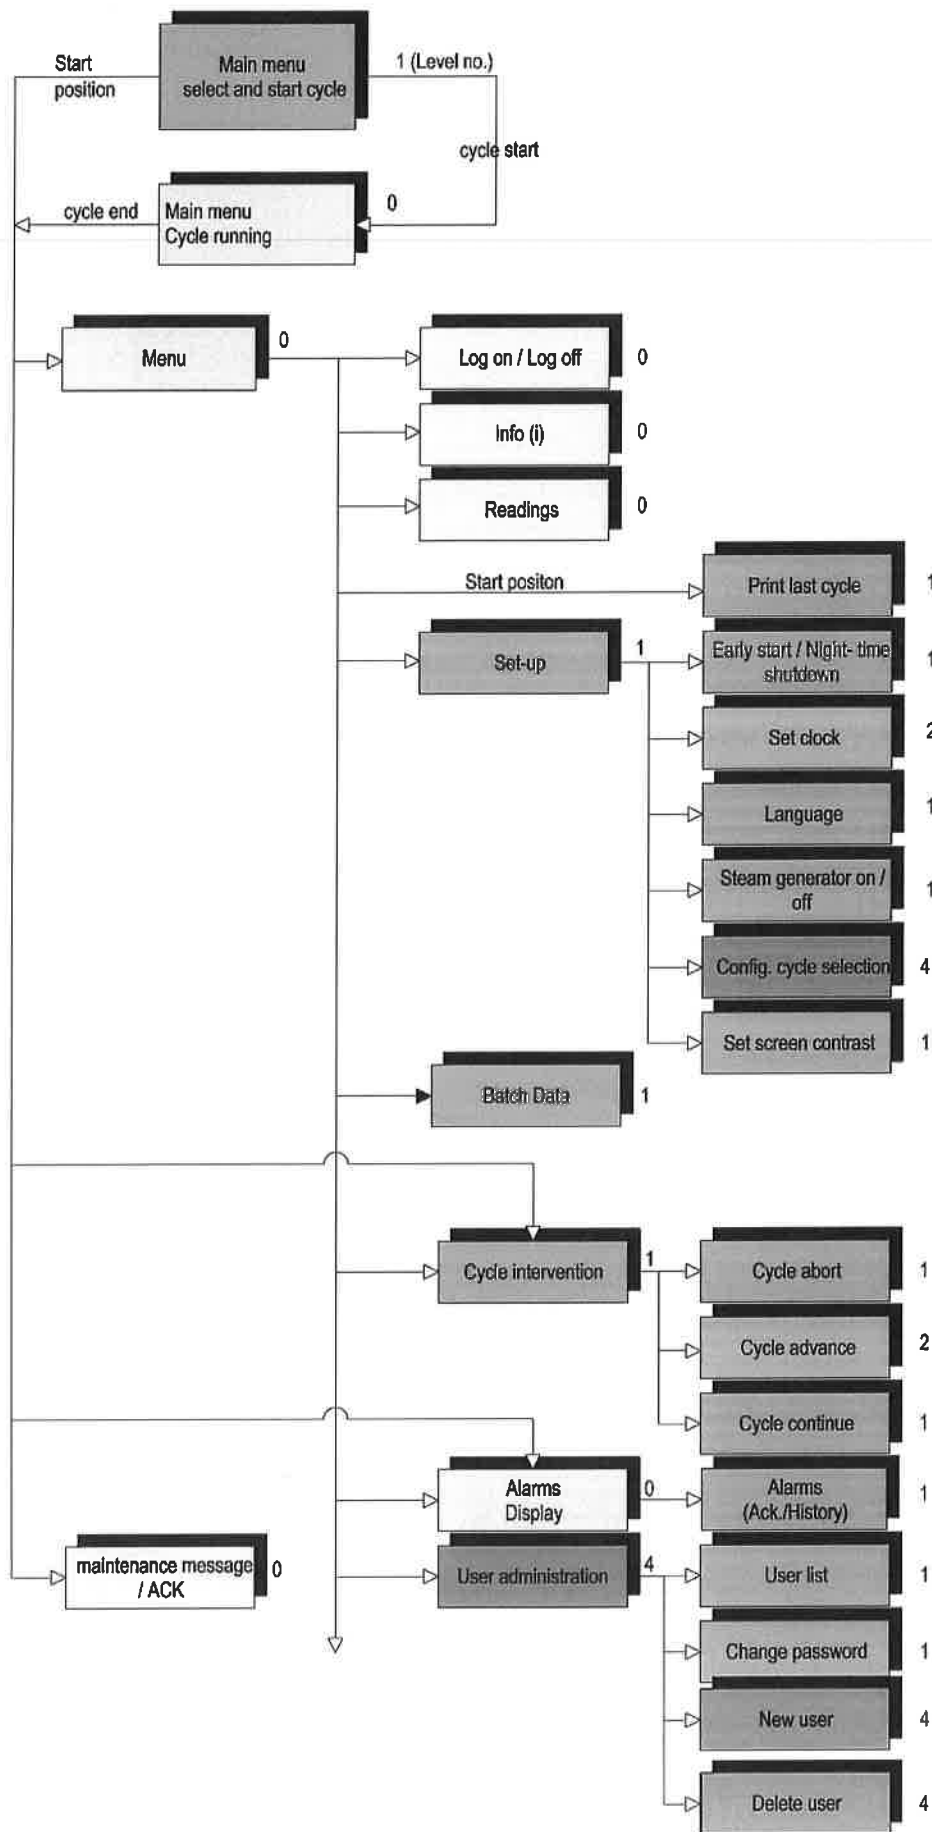 Start
position
Main menu
select and start cycle
1 (Level no.)
cycle start
cycle end
Main menu
Cycle running
0
Menu
0
Log on / Log off
0
Info (i)
0
Readings
0
Start positon
Print last cycle
1
Set-up
1
Early start / Night- time
shutdown
1
Set clock
2
Language
1
Steam generator on /
off
1
Config. cycle selection
4
Set screen contrast
1
Batch Data
1
Cycle intervention
1
Cycle abort
1
Cycle advance
2
Cycle continue
1
Alarms
Display
0
Alarms
(Ack./History)
1
maintenance message
/ ACK
0
User administration
4
User list
1
Change password
1
New user
4
Delete user
4